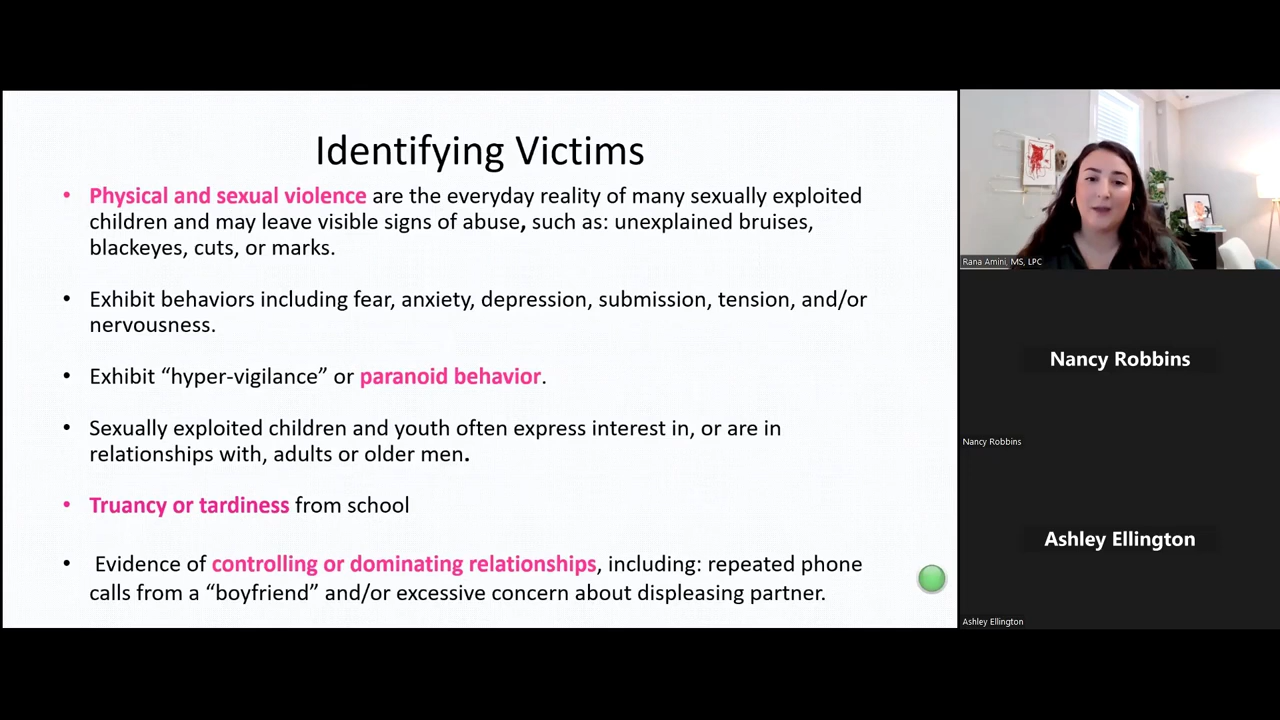 Identifying Victims
• Physical and sexual violence are the everyday reality of many sexually exploited
children and may leave visible signs of abuse, such as: unexplained bruises,
blackeyes, cuts, or marks.
• Exhibit behaviors including fear, anxiety, depression, submission, tension, and/or
nervousness.
• Exhibit “hyper-vigilance” or paranoid behavior.
• Sexually exploited children and youth often express interest in, or are in
relationships with, adults or older men.
• Truancy or tardiness from school
• Evidence of controlling or dominating relationships, including: repeated phone
calls from a “boyfriend” and/or excessive concern about displeasing partner.
Rana Amini, MS, LPC
Nancy Robbins
Nancy Robbins
Ashley Ellington
Ashley Ellington